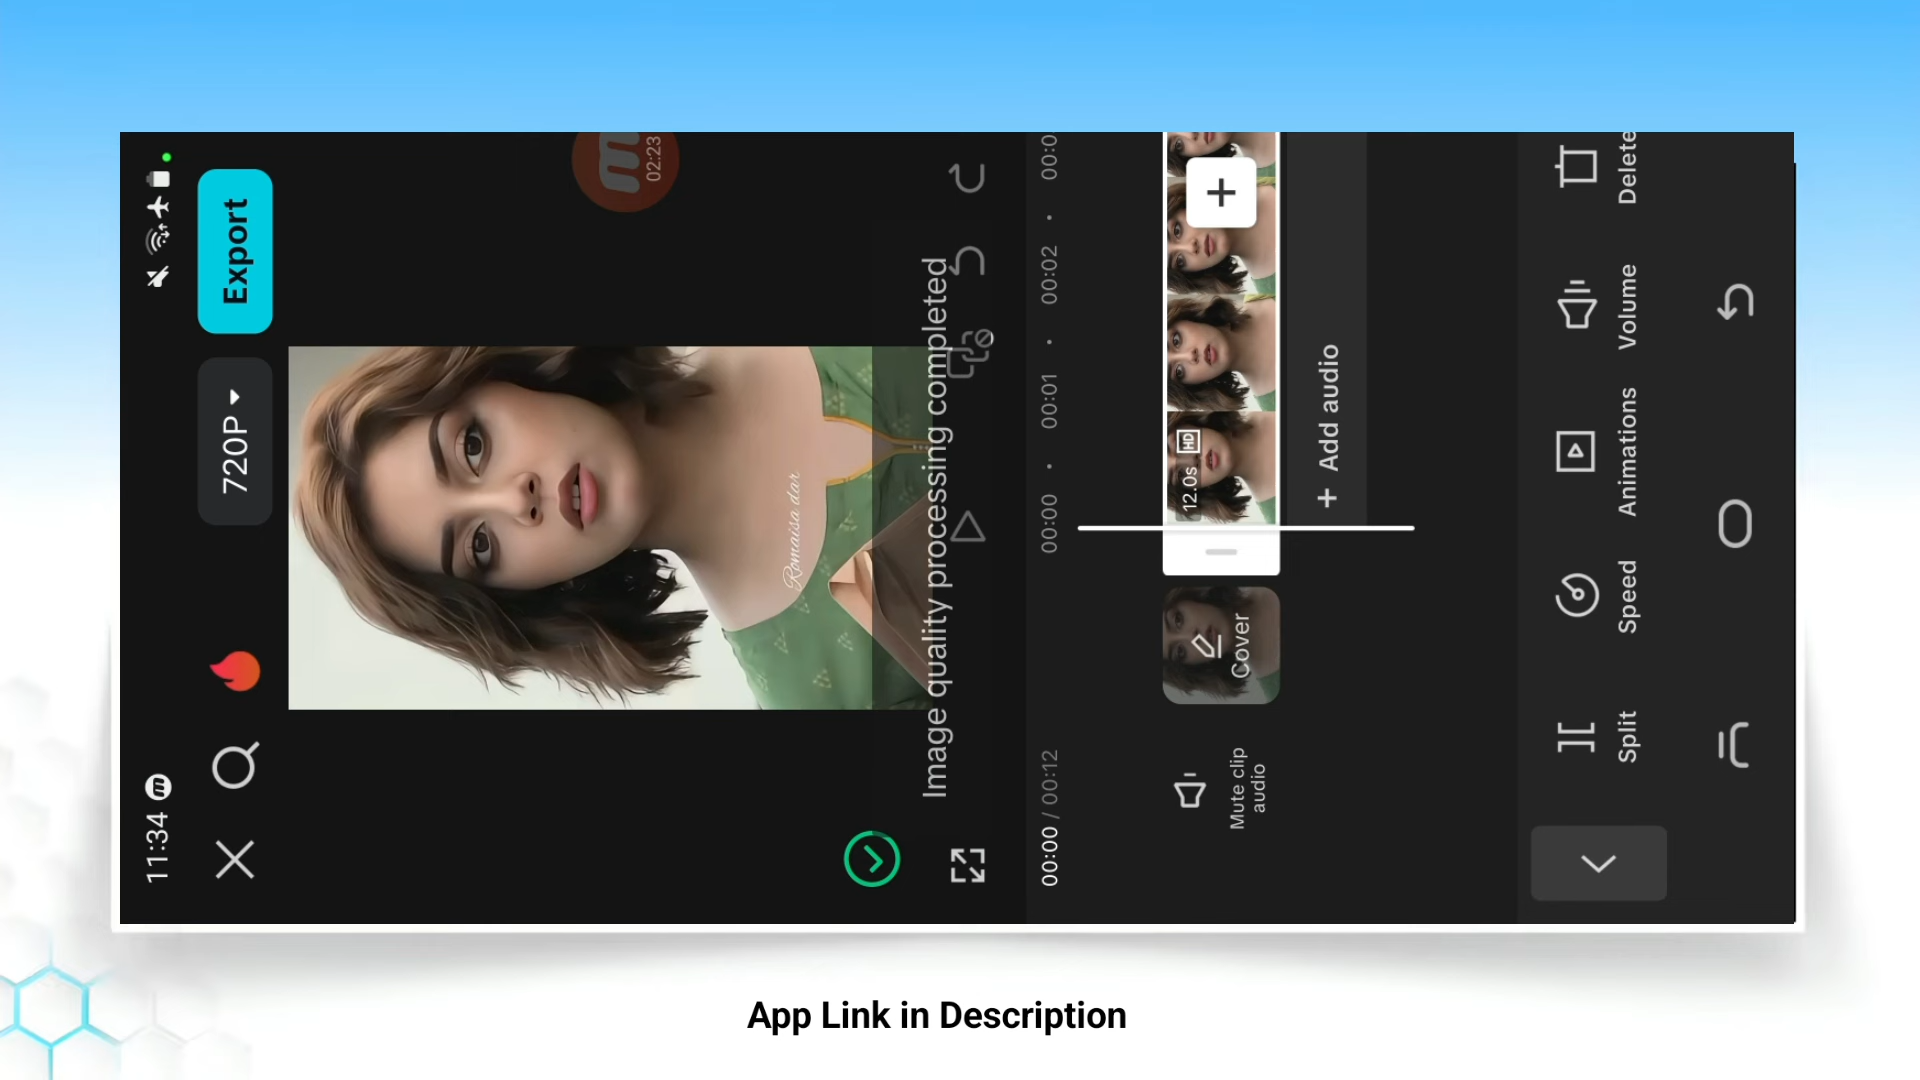 11:34
720P
Export
02:23
Romaisa dar
Image quality processing completed
00:00 / 00:12
00:00
00:01
00:02
00:0
Mute clip
audio
Cover
12.0s
HD
+ Add audio
Split
Speed
Animations
Volume
Delete
App Link in Description